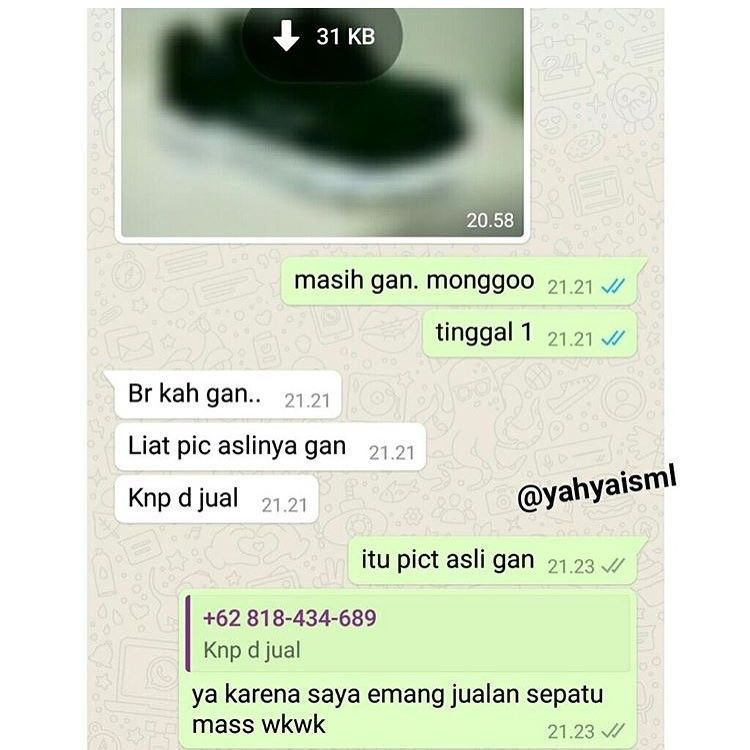 31 KB
20.58
masih gan. monggoo 21.21
tinggal 1 21.21
Br kah gan.. 21.21
Liat pic aslinya gan 21.21
Knp d jual 21.21
@yahyaisml
itu pict asli gan 21.23
+62 818-434-689
Knp d jual
ya karena saya emang jualan sepatu
mass wkwk 21.23